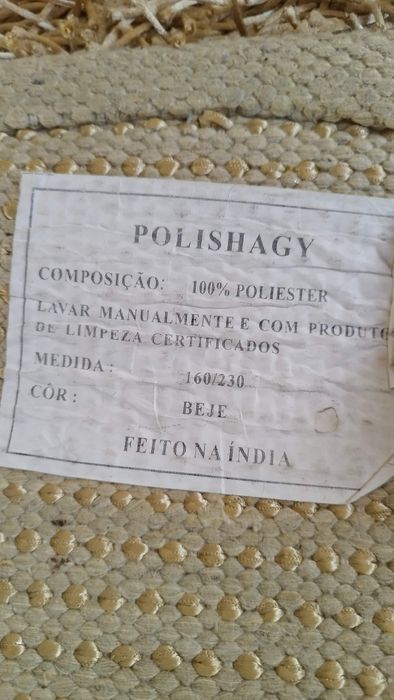 POLISHAGY
COMPOSIÇÃO: 100% POLIESTER
LAVAR MANUALMENTE E COM PRODUTO
DE LIMPEZA CERTIFICADOS
MEDIDA : 160/230
CÔR : BEJE
FEITO NA ÍNDIA